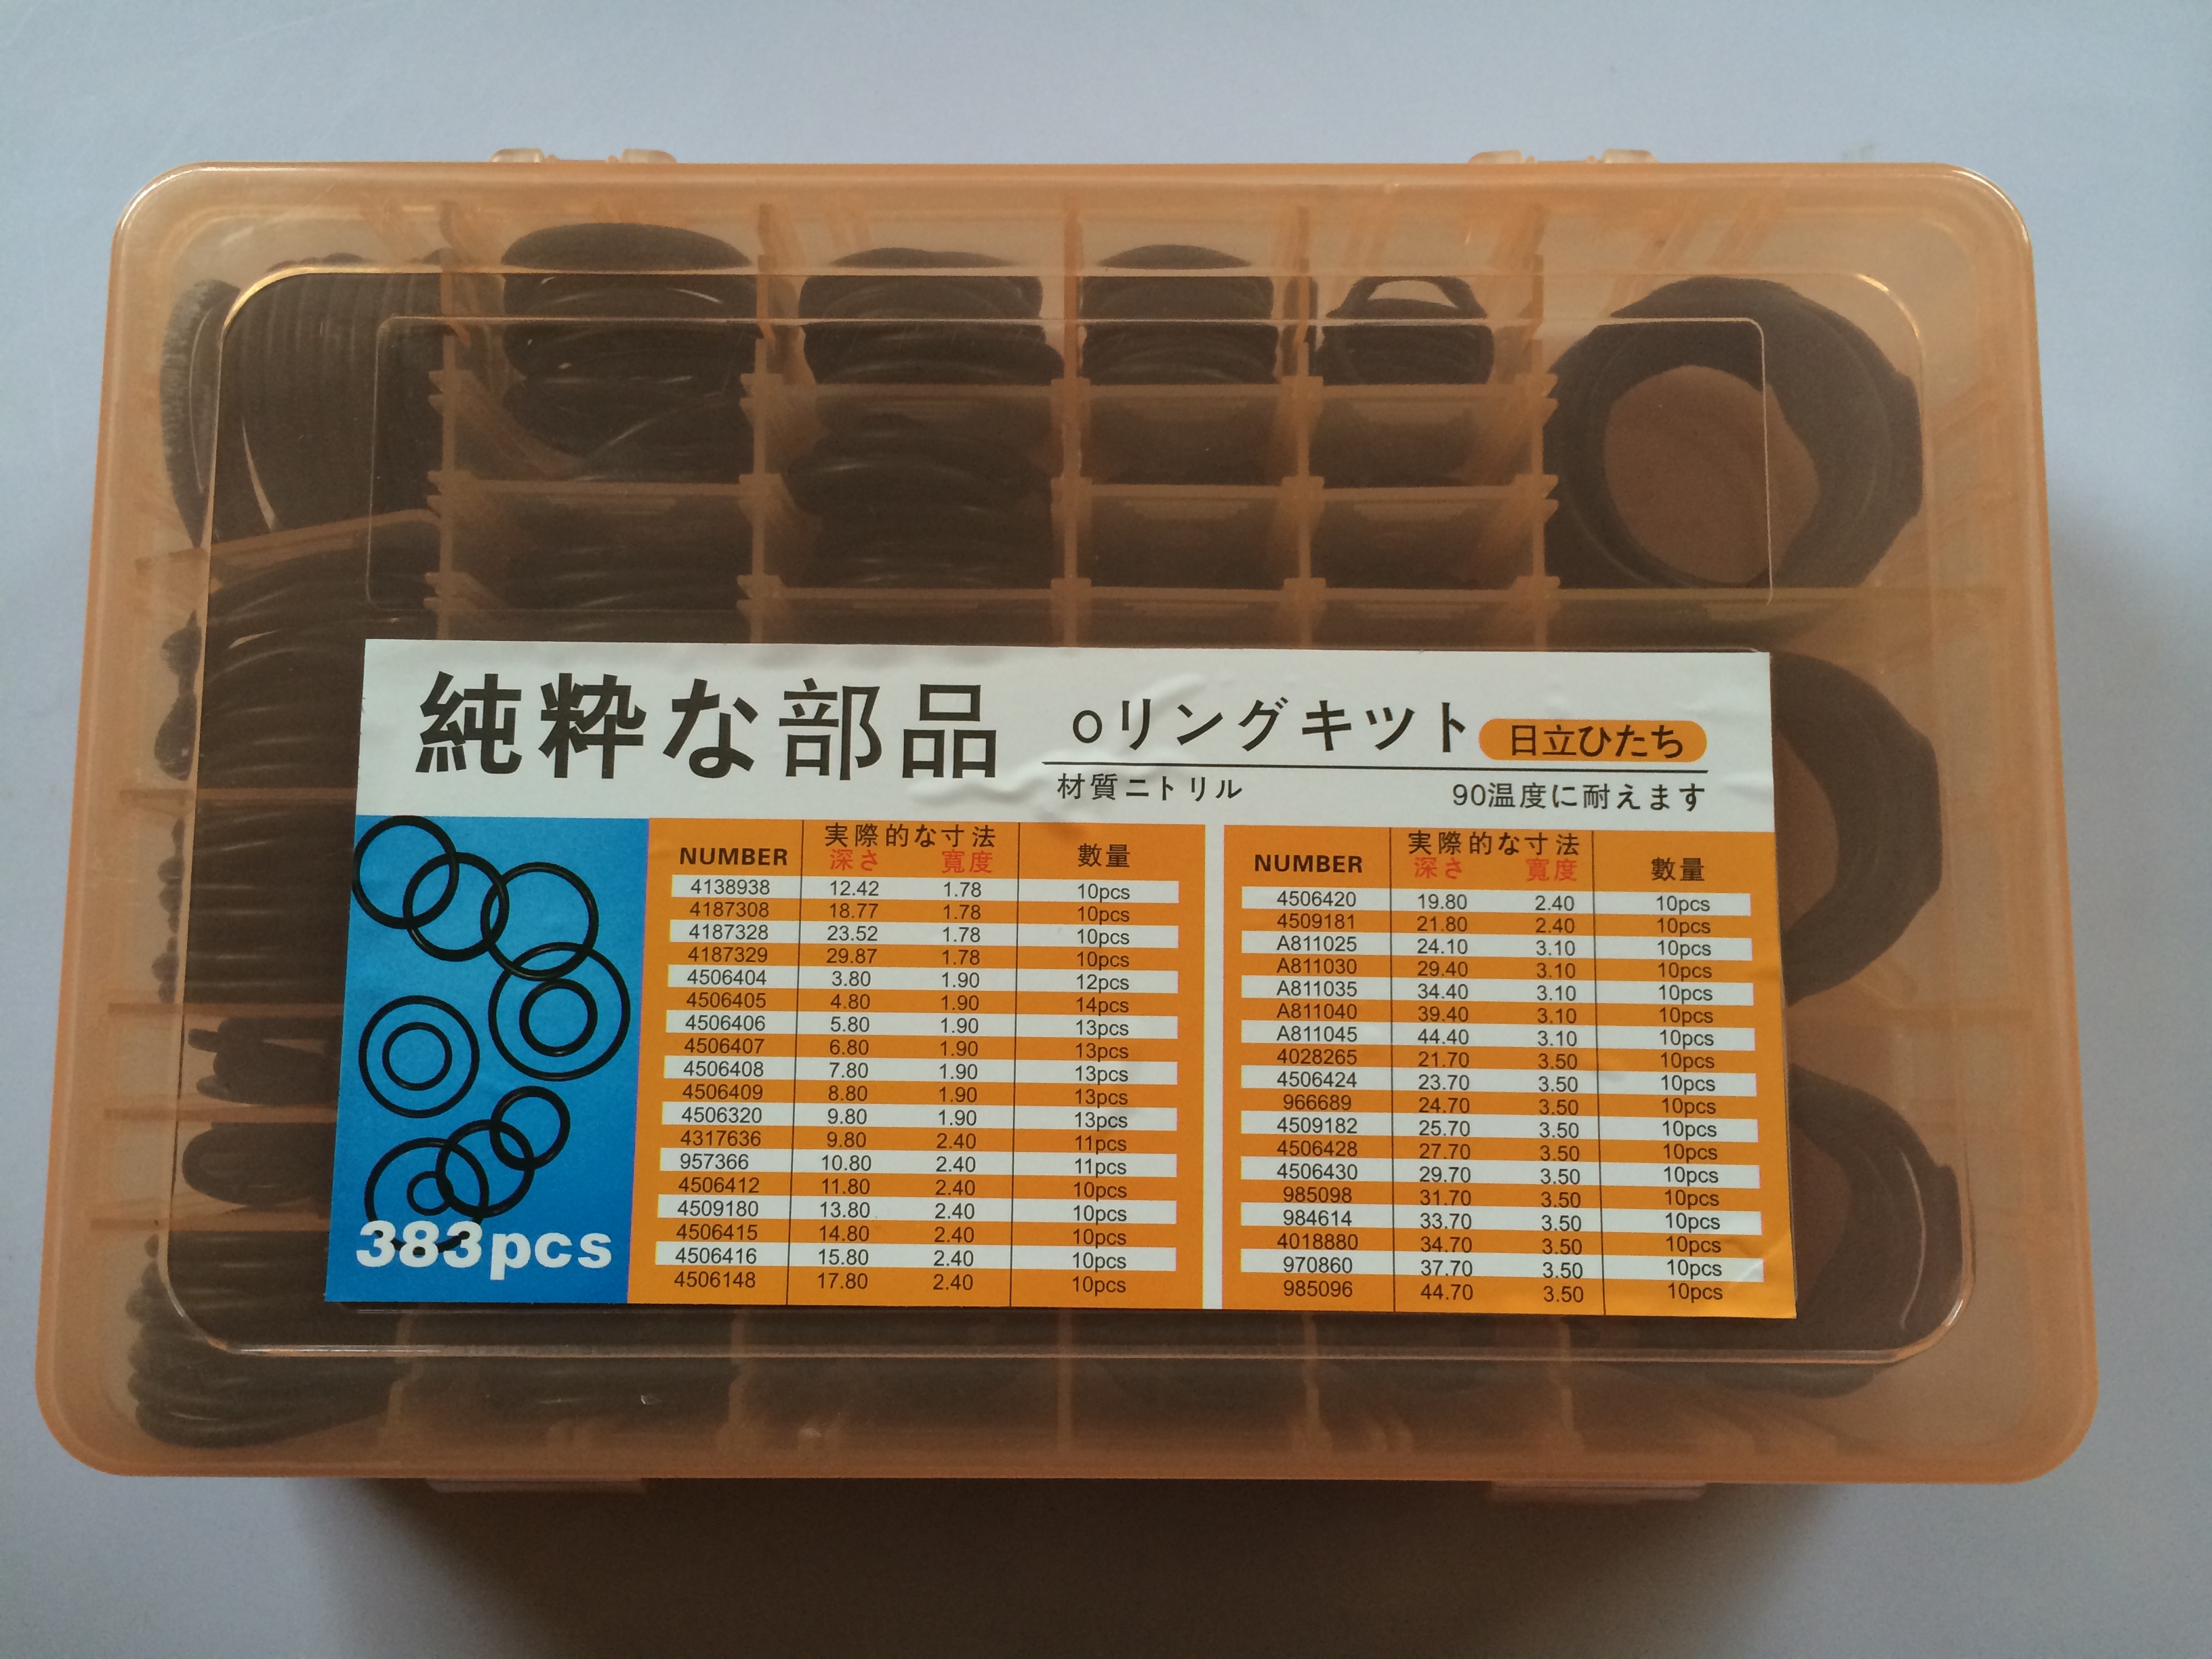 純粋な部品
oリングキツト 日立ひたち
材質ニトリル 90温度に耐えます
383pcs
NUMBER 実際的な寸法 數量
深さ 寬度
4138938 12.42 1.78 10pcs
4187308 18.77 1.78 10pcs
4187328 23.52 1.78 10pcs
4187329 29.87 1.78 10pcs
4506404 3.80 1.90 12pcs
4506405 4.80 1.90 14pcs
4506406 5.80 1.90 13pcs
4506407 6.80 1.90 13pcs
4506408 7.80 1.90 13pcs
4506409 8.80 1.90 13pcs
4506320 9.80 1.90 13pcs
4317636 9.80 2.40 11pcs
957366 10.80 2.40 11pcs
4506412 11.80 2.40 10pcs
4509180 13.80 2.40 10pcs
4506415 14.80 2.40 10pcs
4506416 15.80 2.40 10pcs
4506148 17.80 2.40 10pcs
NUMBER 実際的な寸法 數量
深さ 寬度
4506420 19.80 2.40 10pcs
4509181 21.80 2.40 10pcs
A811025 24.10 3.10 10pcs
A811030 29.40 3.10 10pcs
A811035 34.40 3.10 10pcs
A811040 39.40 3.10 10pcs
A811045 44.40 3.10 10pcs
4028265 21.70 3.50 10pcs
4506424 23.70 3.50 10pcs
966689 24.70 3.50 10pcs
4509182 25.70 3.50 10pcs
4506428 27.70 3.50 10pcs
4506430 29.70 3.50 10pcs
985098 31.70 3.50 10pcs
984614 33.70 3.50 10pcs
4018880 34.70 3.50 10pcs
970860 37.70 3.50 10pcs
985096 44.70 3.50 10pcs